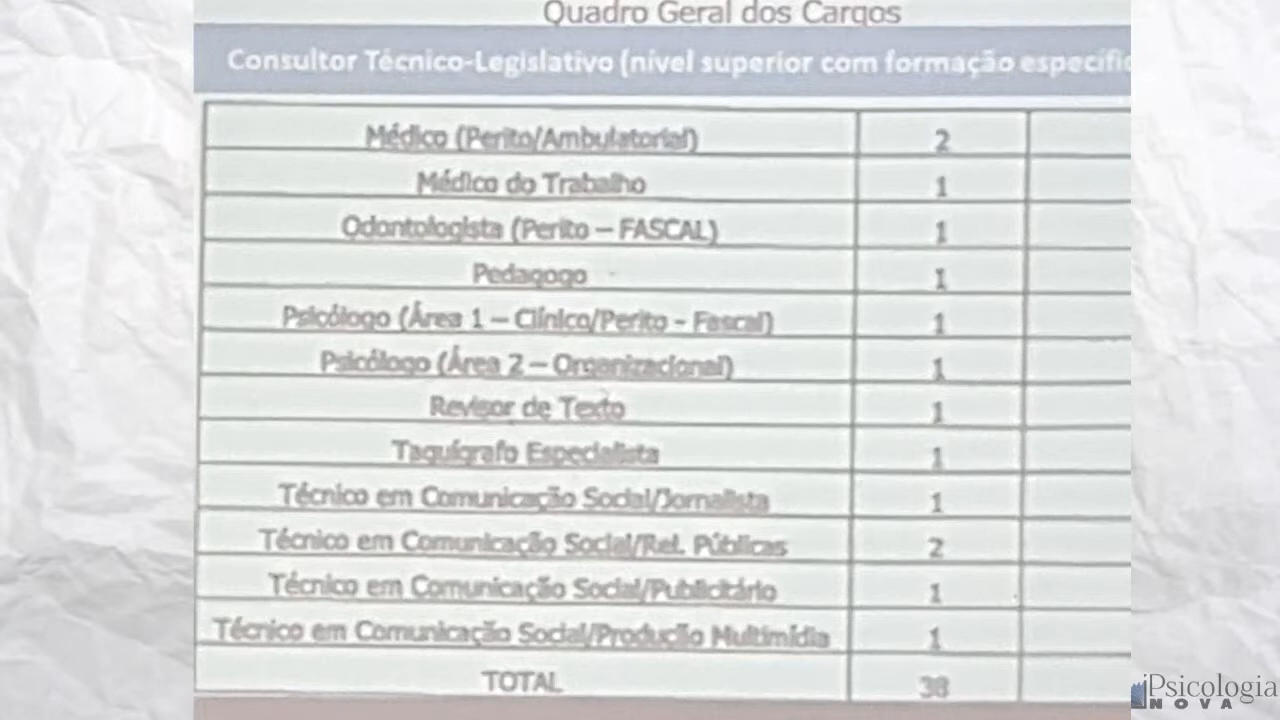 Quadro Geral dos Cargos
Consultor Técnico-Legislativo (nível superior com formação específic
Médico (Perito/Ambulatorial) 2
Médico do Trabalho 1
Odontologista (Perito – FASCAL) 1
Pedagogo 1
Psicólogo (Área 1 – Clínico/Perito - Fascal) 1
Psicólogo (Área 2 – Organizacional) 1
Revisor de Texto 1
Taquígrafo Especialista 1
Técnico em Comunicação Social/Jornalista 1
Técnico em Comunicação Social/Rel. Públicas 2
Técnico em Comunicação Social/Publicitário 1
Técnico em Comunicação Social/Produção Multimídia 1
TOTAL 38
Psicologia
NOVA